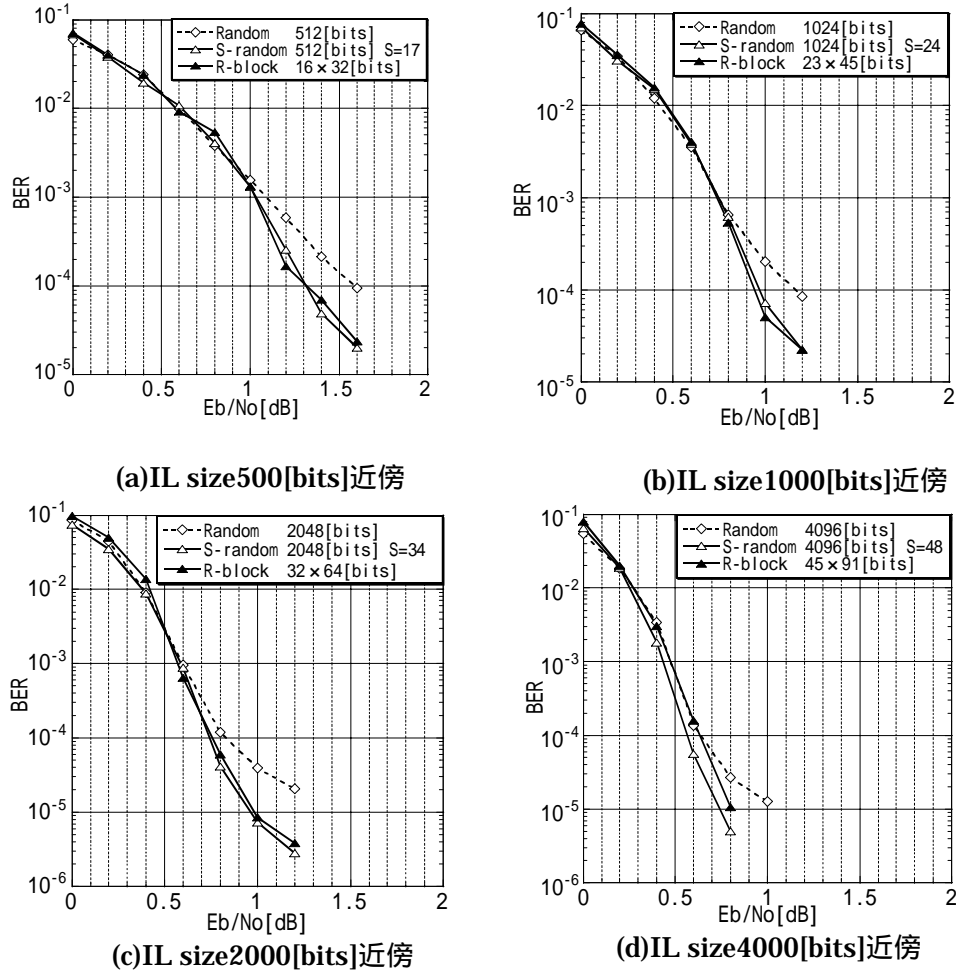 Random 512[bits]
S-random 512[bits] S=17
R-block 16×32[bits]
10^-1
10^-2
10^-3
10^-4
10^-5
BER
0 0.5 1 1.5 2
Eb/No[dB]
(a)IL size500[bits]近傍
Random 1024[bits]
S-random 1024[bits] S=24
R-block 23×45[bits]
10^-1
10^-2
10^-3
10^-4
10^-5
BER
0 0.5 1 1.5 2
Eb/No[dB]
(b)IL size1000[bits]近傍
Random 2048[bits]
S-random 2048[bits] S=34
R-block 32×64[bits]
10^-1
10^-2
10^-3
10^-4
10^-5
10^-6
BER
0 0.5 1 1.5 2
Eb/No[dB]
(c)IL size2000[bits]近傍
Random 4096[bits]
S-random 4096[bits] S=48
R-block 45×91[bits]
10^-1
10^-2
10^-3
10^-4
10^-5
10^-6
BER
0 0.5 1 1.5 2
Eb/No[dB]
(d)IL size4000[bits]近傍